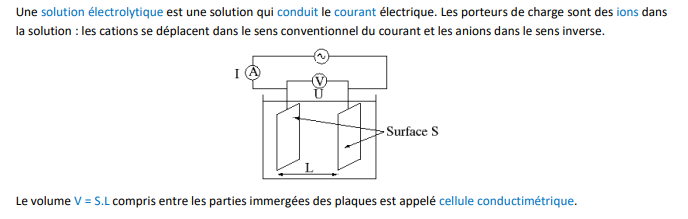 Une solution électrolytique est une solution qui conduit le courant électrique. Les porteurs de charge sont des ions dans
la solution : les cations se déplacent dans le sens conventionnel du courant et les anions dans le sens inverse.
~
I A
V
U
Surface S
L
Le volume V = S.L compris entre les parties immergées des plaques est appelé cellule conductimétrique.